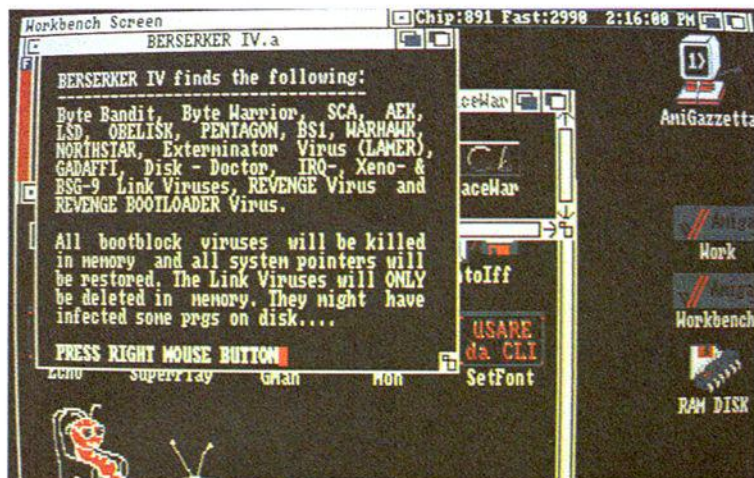 Workbench Screen
Chip:891 Fast:2990 2:16:00 PM
BERSERKER IV.a
BERSERKER IV finds the following:
Byte Bandit, Byte Warrior, SCA, AEK,
LSD, OBELISK, PENTAGON, BS1, WARHAWK,
NORTHSTAR, Exterminator Virus (LAMER),
GADAFFI, Disk - Doctor, IRQ-, Xeno- &
BSG-9 Link Viruses, REVENGE Virus and
REVENGE BOOTLOADER Virus.
All bootblock viruses will be killed
in memory and all system pointers will
be restored. The Link Viruses will ONLY
be deleted in memory. They might have
infected some prgs on disk....
PRESS RIGHT MOUSE BUTTON
ceWar
aceWar
toIff
USARE
da CLI
Echo SuperPlay GMan Mon SetFont
1>
AmiGazzetta
Work
Workbench
RAM DISK